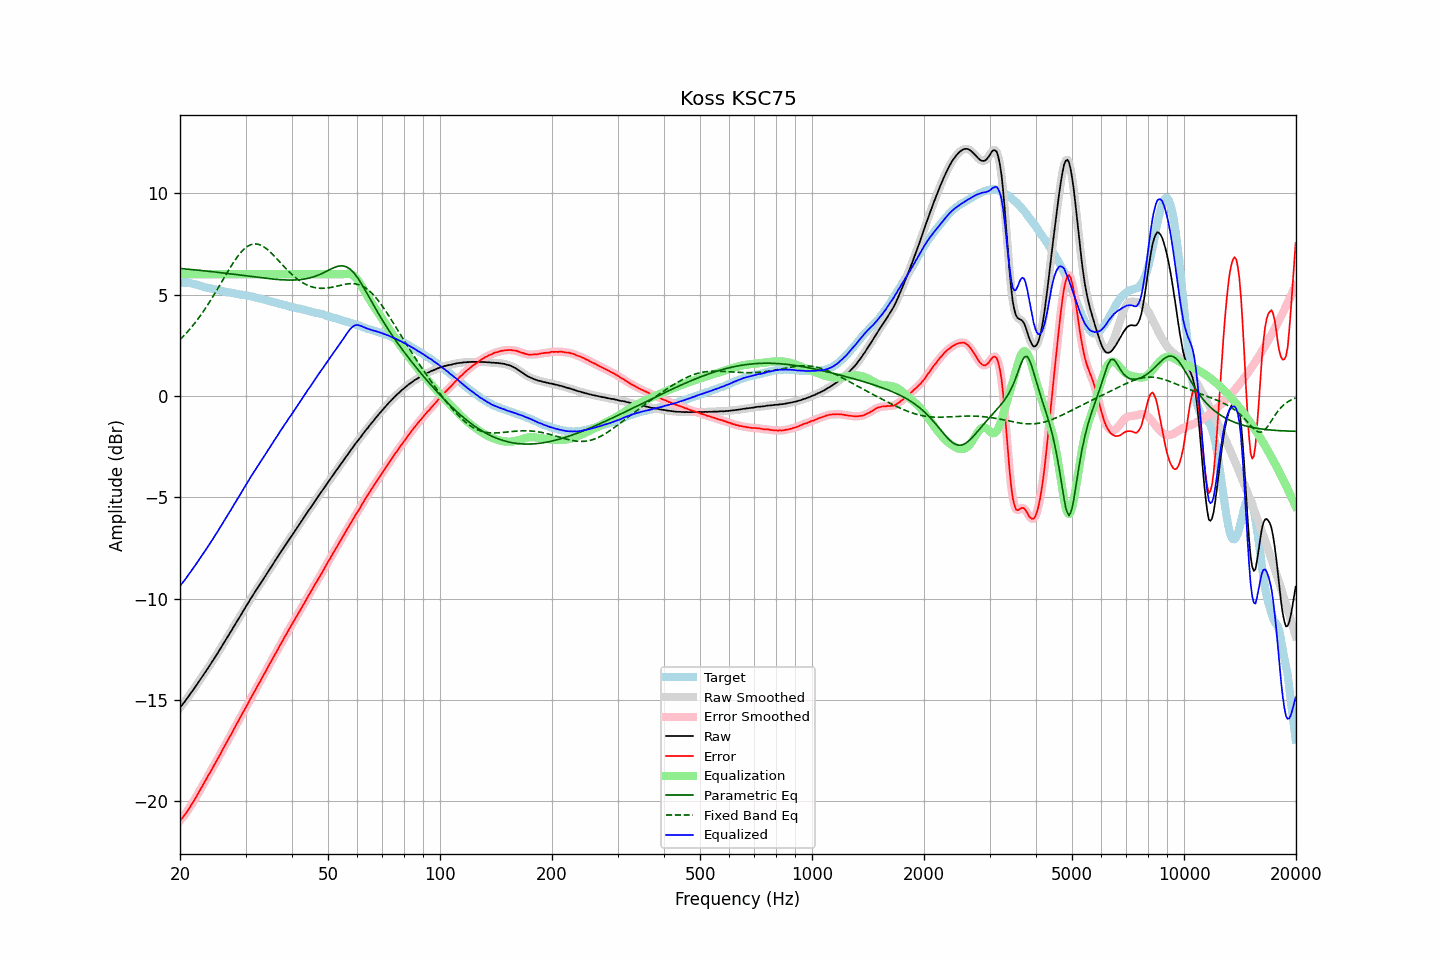 Koss KSC75
Amplitude (dBr)
10
5
0
−5
−10
−15
−20
Target
Raw Smoothed
Error Smoothed
Raw
Error
Equalization
Parametric Eq
Fixed Band Eq
Equalized
20
50
100
200
500
1000
2000
5000
10000
20000
Frequency (Hz)